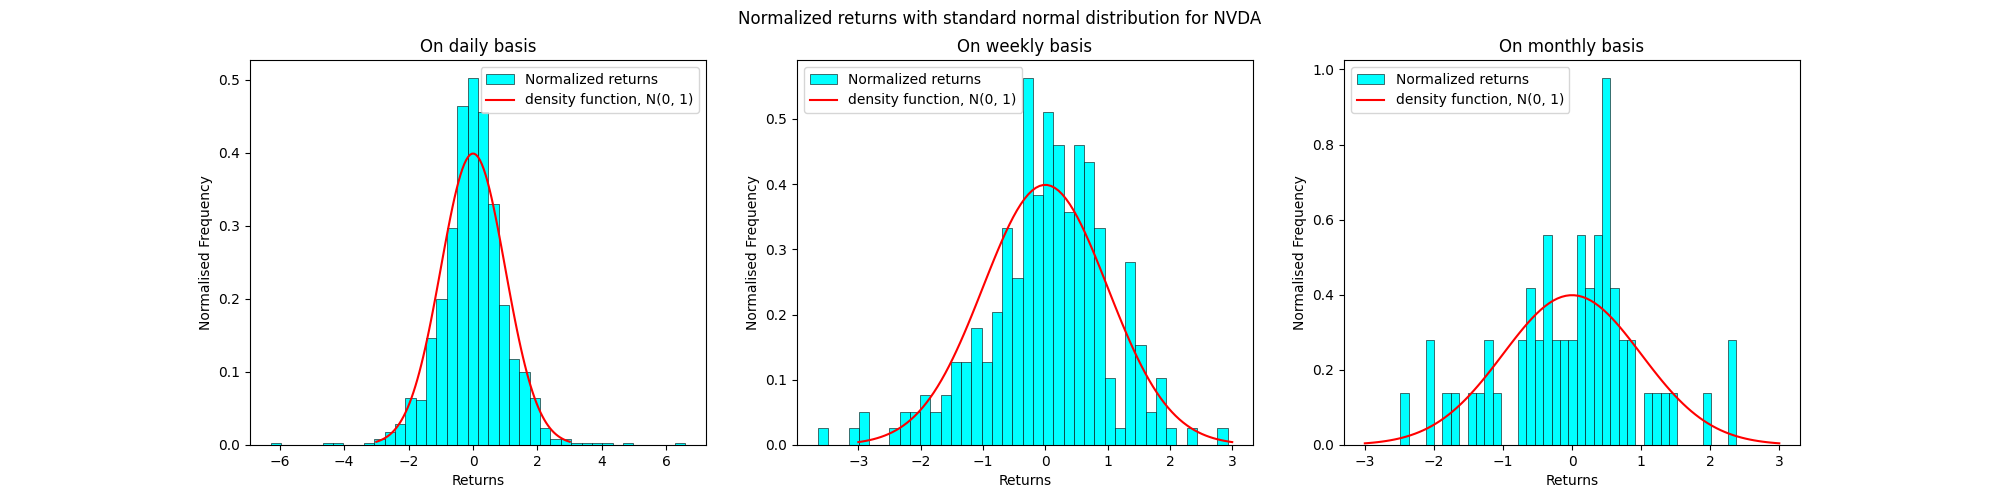 Normalized returns with standard normal distribution for NVDA
On daily basis
Normalized returns
density function, N(0, 1)
Normalised Frequency
0.5
0.4
0.3
0.2
0.1
0.0
−6 −4 −2 0 2 4 6
Returns
On weekly basis
Normalized returns
density function, N(0, 1)
Normalised Frequency
0.5
0.4
0.3
0.2
0.1
0.0
−3 −2 −1 0 1 2 3
Returns
On monthly basis
Normalized returns
density function, N(0, 1)
Normalised Frequency
1.0
0.8
0.6
0.4
0.2
0.0
−3 −2 −1 0 1 2 3
Returns